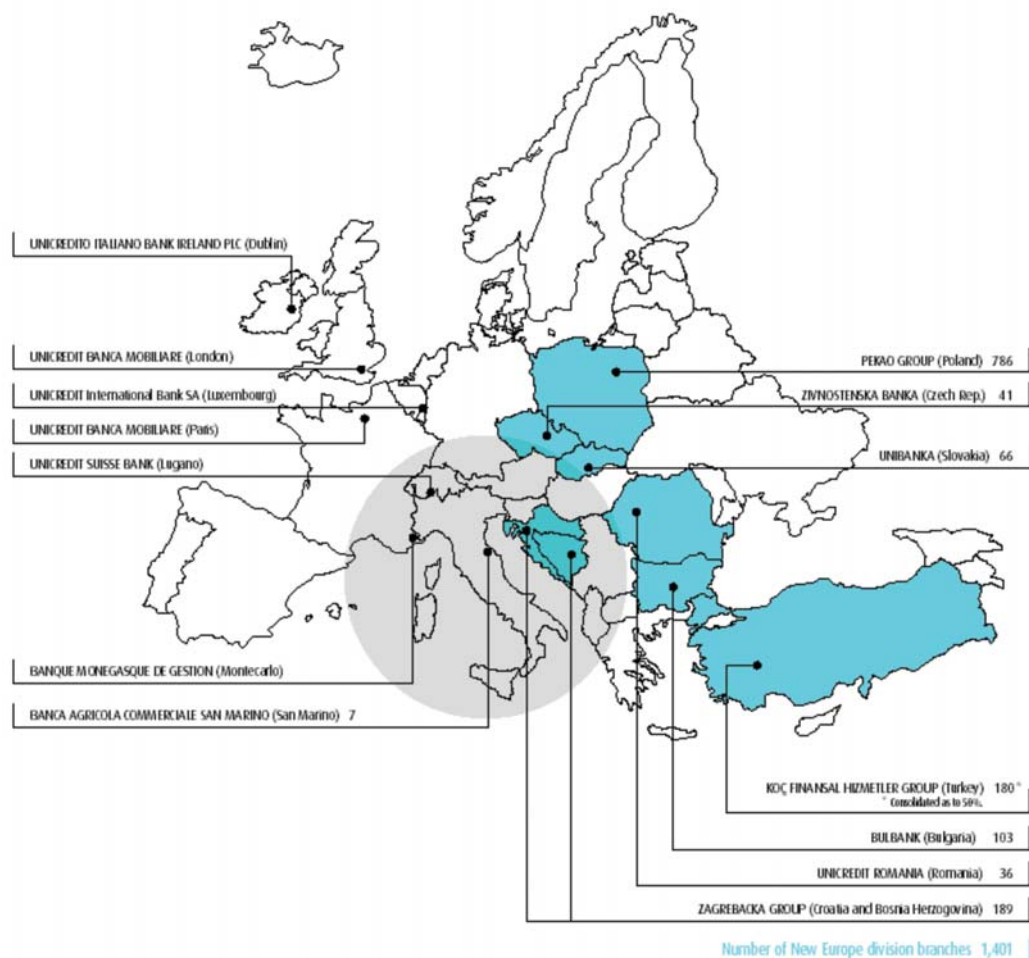 UNICREDITO ITALIANO BANK IRELAND PLC (Dublin)
UNICREDIT BANCA MOBILIARE (London)
UNICREDIT International Bank SA (Luxembourg)
UNICREDIT BANCA MOBILIARE (Paris)
UNICREDIT SUISSE BANK (Lugano)
BANQUE MONEGASQUE DE GESTION (Montecarlo)
BANCA AGRICOLA COMMERCIALE SAN MARINO (San Marino) 7
PEKAO GROUP (Poland) 786
ZIVNOSTENSKA BANKA (Czech Rep.) 41
UNIBANKA (Slovakia) 66
KOÇ FINANSAL HIZMETLER GROUP (Turkey) 180*
* Consolidated as to 50%.
BULBANK (Bulgaria) 103
UNICREDIT ROMANIA (Romania) 36
ZAGREBACKA GROUP (Croatia and Bosnia Herzogovina) 189
Number of New Europe division branches 1,401